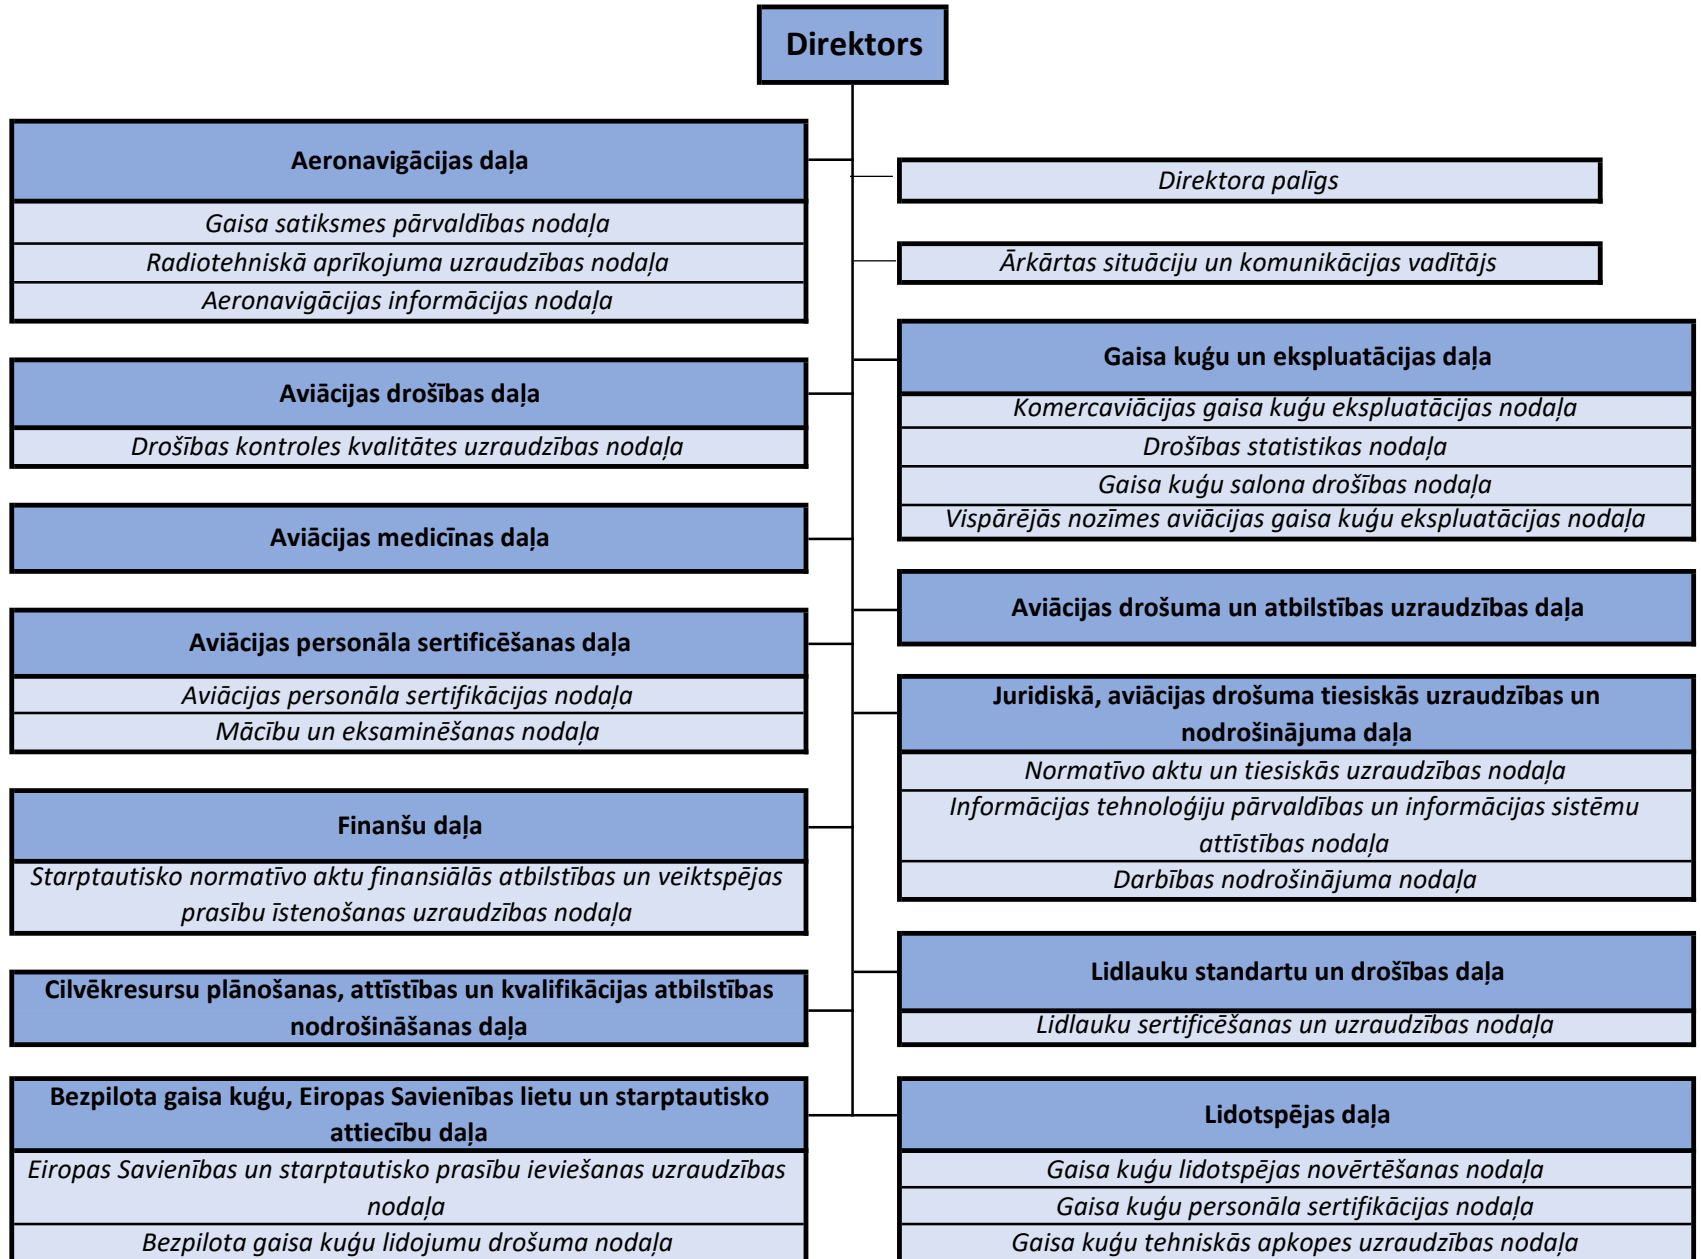 Direktors
Aeronavigācijas daļa
Gaisa satiksmes pārvaldības nodaļa
Radiotehniskā aprīkojuma uzraudzības nodaļa
Aeronavigācijas informācijas nodaļa
Aviācijas drošības daļa
Drošības kontroles kvalitātes uzraudzības nodaļa
Aviācijas medicīnas daļa
Aviācijas personāla sertificēšanas daļa
Aviācijas personāla sertifikācijas nodaļa
Mācību un eksaminēšanas nodaļa
Finanšu daļa
Starptautisko normatīvo aktu finansiālās atbilstības un veiktspējas
prasību īstenošanas uzraudzības nodaļa
Cilvēkresursu plānošanas, attīstības un kvalifikācijas atbilstības
nodrošināšanas daļa
Bezpilota gaisa kuģu, Eiropas Savienības lietu un starptautisko
attiecību daļa
Eiropas Savienības un starptautisko prasību ieviešanas uzraudzības
nodaļa
Bezpilota gaisa kuģu lidojumu drošuma nodaļa
Direktora palīgs
Ārkārtas situāciju un komunikācijas vadītājs
Gaisa kuģu un ekspluatācijas daļa
Komercaviācijas gaisa kuģu ekspluatācijas nodaļa
Drošības statistikas nodaļa
Gaisa kuģu salona drošības nodaļa
Vispārējās nozīmes aviācijas gaisa kuģu ekspluatācijas nodaļa
Aviācijas drošuma un atbilstības uzraudzības daļa
Juridiskā, aviācijas drošuma tiesiskās uzraudzības un
nodrošinājuma daļa
Normatīvo aktu un tiesiskās uzraudzības nodaļa
Informācijas tehnoloģiju pārvaldības un informācijas sistēmu
attīstības nodaļa
Darbības nodrošinājuma nodaļa
Lidlauku standartu un drošības daļa
Lidlauku sertificēšanas un uzraudzības nodaļa
Lidotspējas daļa
Gaisa kuģu lidotspējas novērtēšanas nodaļa
Gaisa kuģu personāla sertifikācijas nodaļa
Gaisa kuģu tehniskās apkopes uzraudzības nodaļa